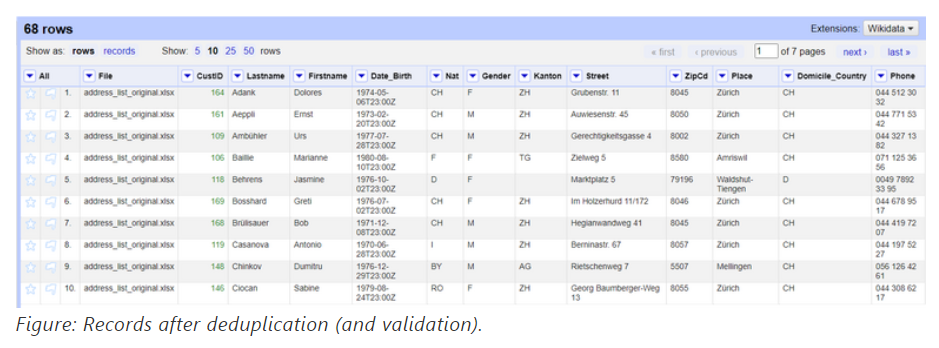 68 rows Extensions: Wikidata
Show as: rows records Show: 5 10 25 50 rows « first ‹ previous 1 of 7 pages next › last »
All File CustID Lastname Firstname Date_Birth Nat Gender Kanton Street ZipCd Place Domicile_Country Phone
1. address_list_original.xlsx 164 Adank Dolores 1974-05- CH F ZH Grubenstr. 11 8045 Zürich CH 044 512 30
06T23:00Z 32
2. address_list_original.xlsx 161 Aeppli Ernst 1973-02- CH M ZH Auwiesenstr. 45 8050 Zürich CH 044 771 53
20T23:00Z 42
3. address_list_original.xlsx 109 Ambühler Urs 1977-07- CH M ZH Gerechtigkeitsgasse 4 8002 Zürich CH 044 327 13
28T23:00Z 82
4. address_list_original.xlsx 106 Baillie Marianne 1980-08- F F TG Zielweg 5 8580 Amriswil CH 071 125 36
10T23:00Z 56
5. address_list_original.xlsx 118 Behrens Jasmine 1976-10- D F Marktplatz 5 79196 Waldshut- D 0049 7892
02T23:00Z Tiengen 33 95
6. address_list_original.xlsx 169 Bosshard Greti 1976-07- CH F ZH Im Holzerhurd 11/172 8046 Zürich CH 044 678 95
02T23:00Z 17
7. address_list_original.xlsx 168 Brülisauer Bob 1971-12- CH M ZH Hegianwandweg 41 8045 Zürich CH 044 419 72
08T23:00Z 07
8. address_list_original.xlsx 119 Casanova Antonio 1970-06- I M ZH Berninastr. 67 8057 Zürich CH 044 197 52
28T23:00Z 27
9. address_list_original.xlsx 148 Chinkov Dumitru 1976-12- BY M AG Rietschenweg 7 5507 Mellingen CH 056 126 42
29T23:00Z 61
10. address_list_original.xlsx 146 Ciocan Sabine 1979-08- RO F ZH Georg Baumberger-Weg 8055 Zürich CH 044 308 62
24T23:00Z 13 17
Figure: Records after deduplication (and validation).